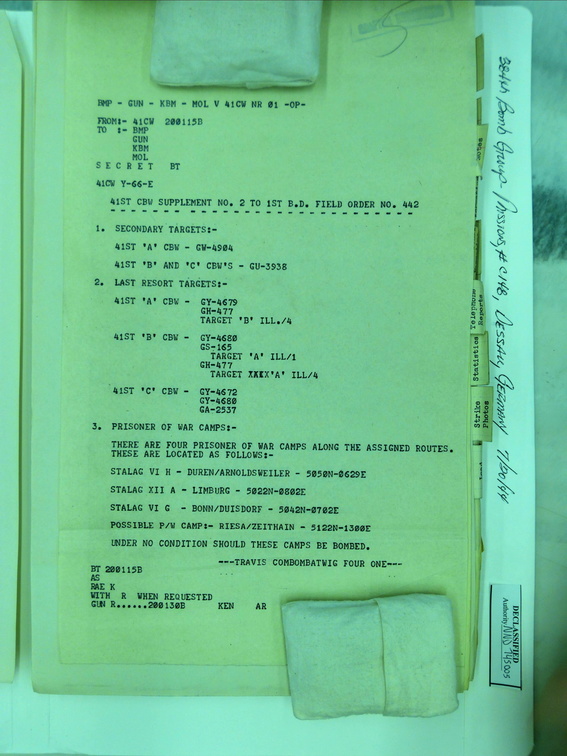 BMP - GUN - KBM - MOL V 41CW NR 01 -OP-
FROM:- 41CW 200115B
TO :- BMP
GUN
KBM
MOL
S E C R E T BT
41CW Y-66-E
41ST CBW SUPPLEMENT NO. 2 TO 1ST B.D. FIELD ORDER NO. 442
1. SECONDARY TARGETS:-
41ST 'A' CBW - GW-4904
41ST 'B' AND 'C' CBW'S - GU-3938
2. LAST RESORT TARGETS:-
41ST 'A' CBW - GY-4679
GH-477
TARGET 'B' ILL./4
41ST 'B' CBW - GY-4680
GS-165
TARGET 'A' ILL/1
GH-477
TARGET XXXX'A' ILL/4
41ST 'C' CBW - GY-4672
GY-4680
GA-2537
3. PRISONER OF WAR CAMPS:-
THERE ARE FOUR PRISONER OF WAR CAMPS ALONG THE ASSIGNED ROUTES.
THESE ARE LOCATED AS FOLLOWS:-
STALAG VI H - DUREN/ARNOLDSWEILER - 5050N-0629E
STALAG XII A - LIMBURG - 5022N-0802E
STALAG VI G - BONN/DUISDORF - 5042N-0702E
POSSIBLE P/W CAMP:- RIESA/ZEITHAIN - 5122N-1300E
UNDER NO CONDITION SHOULD THESE CAMPS BE BOMBED.
---TRAVIS COMBOMBATWIG FOUR ONE---
BT 200115B
AS
RAE K
WITH R WHEN REQUESTED
GUN R......200130B KEN AR
Telephone
Reports
Statistics
Strike
Photos
384th Bomb Group - Missions, # C148, Dessau, Germany 7/20/44
DECLASSIFIED
Authority NND 745005